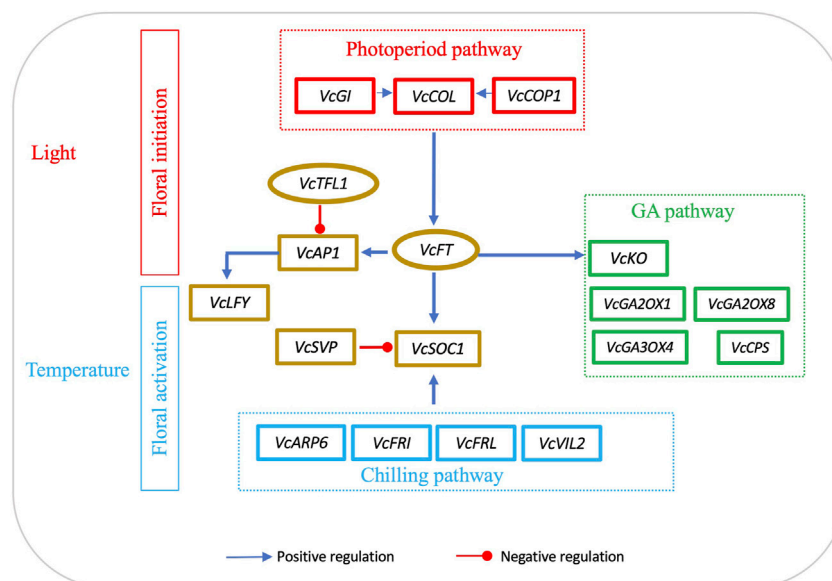 Photoperiod pathway
VcGI
VcCOL
VcCOP1
Light
Floral initiation
VcTFL1
GA pathway
VcAP1
VcFT
VcKO
VcLFY
VcGA2OX1
VcGA2OX8
VcSVP
VcSOC1
VcGA3OX4
VcCPS
Temperature
Floral activation
VcARP6
VcFRI
VcFRL
VcVIL2
Chilling pathway
Positive regulation
Negative regulation